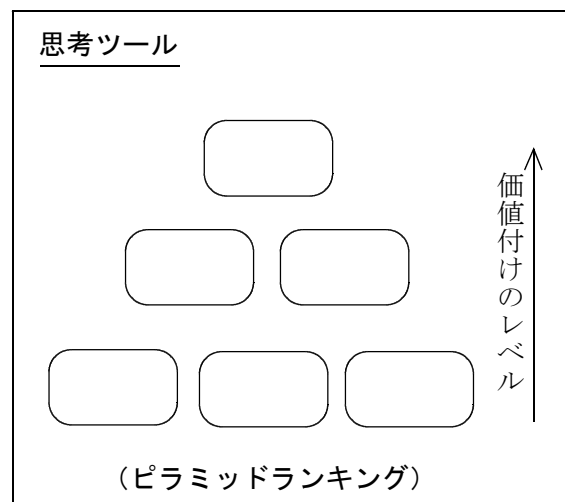 思考ツール
価値付けのレベル
（ピラミッドランキング）